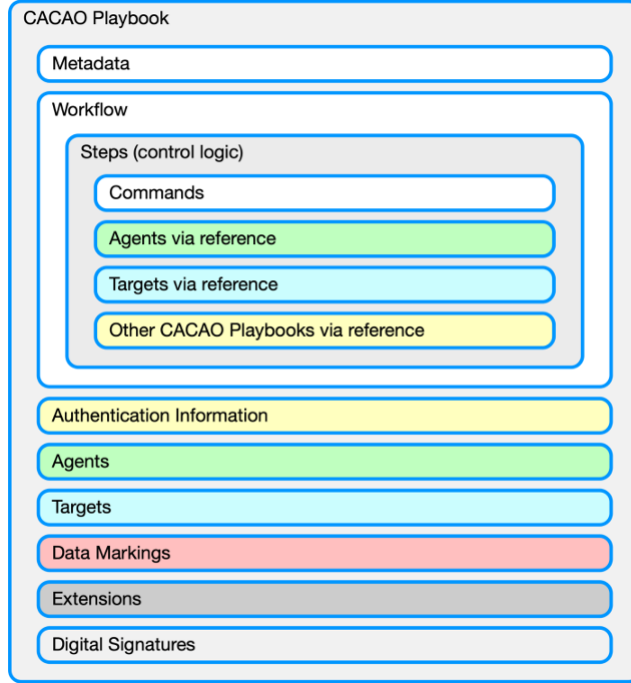 CACAO Playbook
Metadata
Workflow
Steps (control logic)
Commands
Agents via reference
Targets via reference
Other CACAO Playbooks via reference
Authentication Information
Agents
Targets
Data Markings
Extensions
Digital Signatures